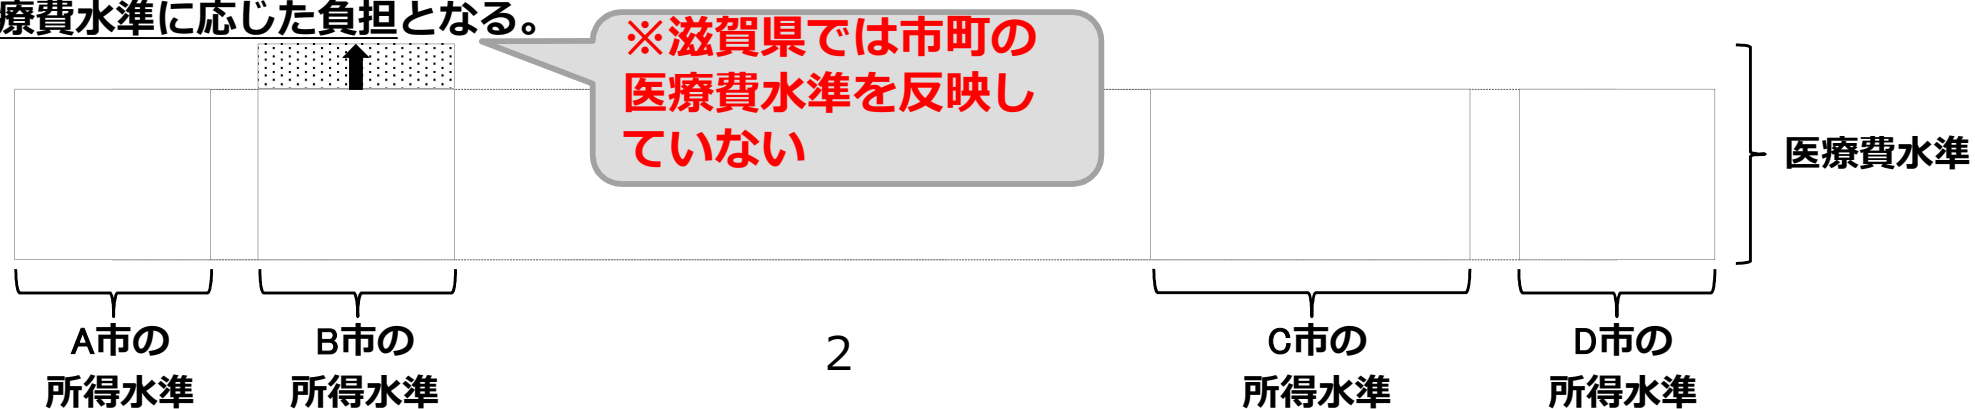 療費水準に応じた負担となる。
※滋賀県では市町の
医療費水準を反映し
ていない
医療費水準
A市の
所得水準
B市の
所得水準
2
C市の
所得水準
D市の
所得水準